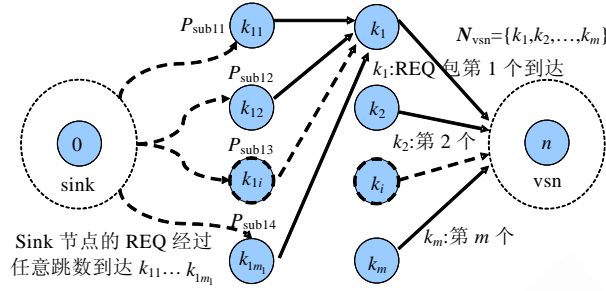 P_sub11
k_11
k_1
N_vsn={k_1,k_2,…,k_m}
k_1:REQ 包第 1 个到达
P_sub12
k_12
k_2
k_2:第 2 个
0
sink
P_sub13
k_1i
k_i
n
vsn
P_sub14
k_1m_1
k_m
k_m:第 m 个
Sink 节点的 REQ 经过
任意跳数到达 k_11… k_1m_1